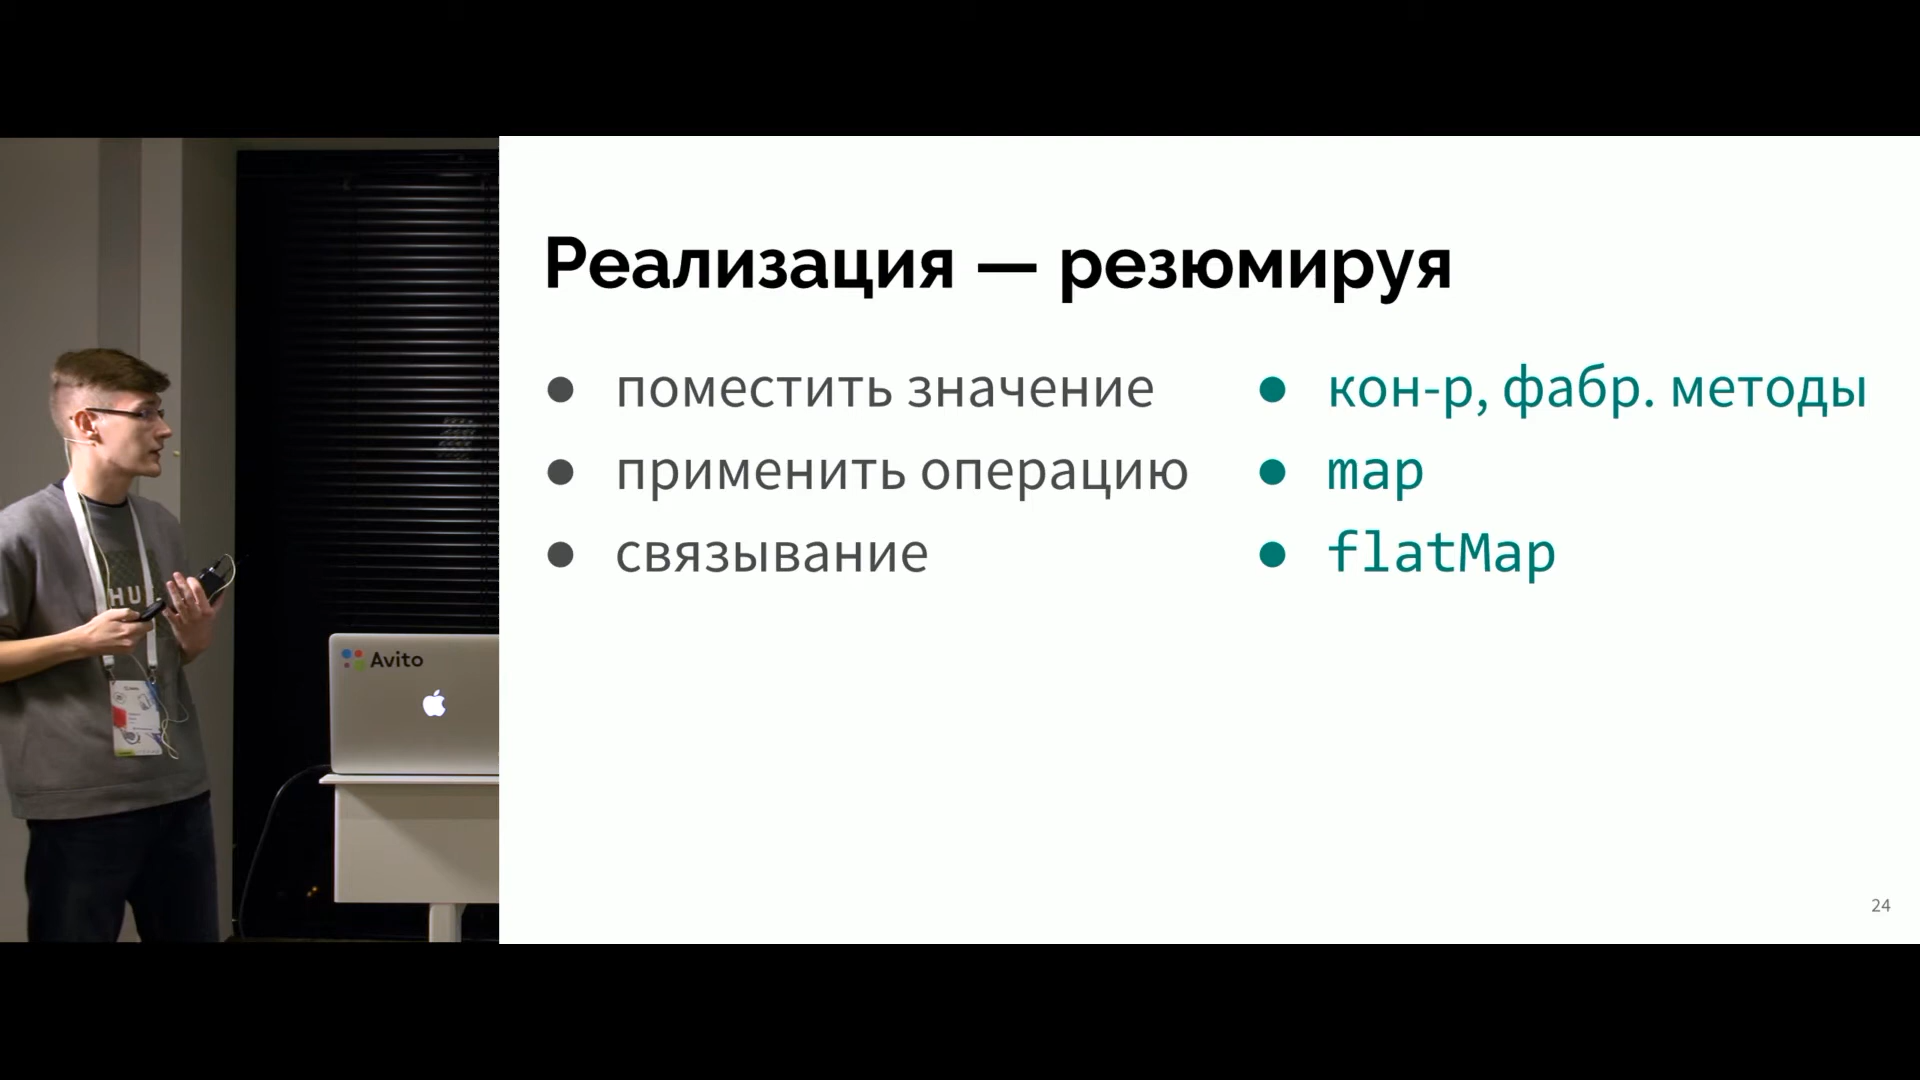 Реализация — резюмируя
● поместить значение
● применить операцию
● связывание
● кон-р, фабр. методы
● map
● flatMap
Avito
24